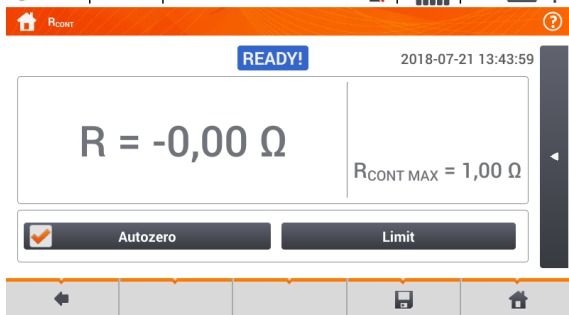 RCONT
READY!
2018-07-21 13:43:59
R = -0,00 Ω
RCONT MAX = 1,00 Ω
Autozero
Limit